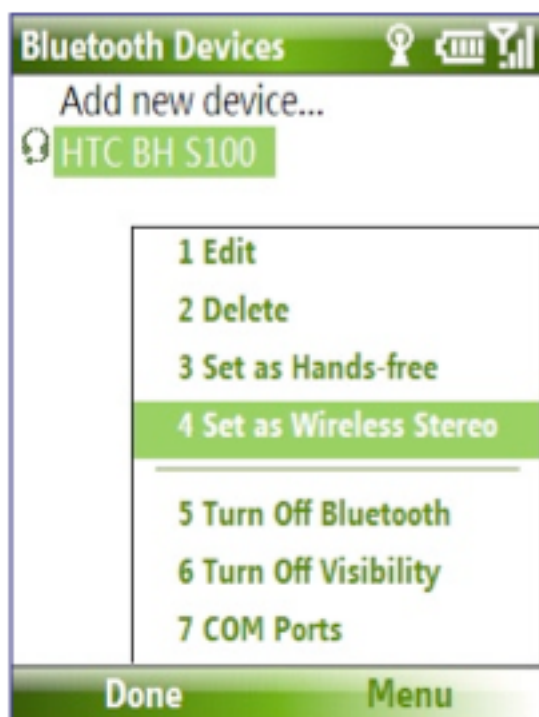 Bluetooth Devices
Add new device...
HTC BH S100
1 Edit
2 Delete
3 Set as Hands-free
4 Set as Wireless Stereo
5 Turn Off Bluetooth
6 Turn Off Visibility
7 COM Ports
Done Menu